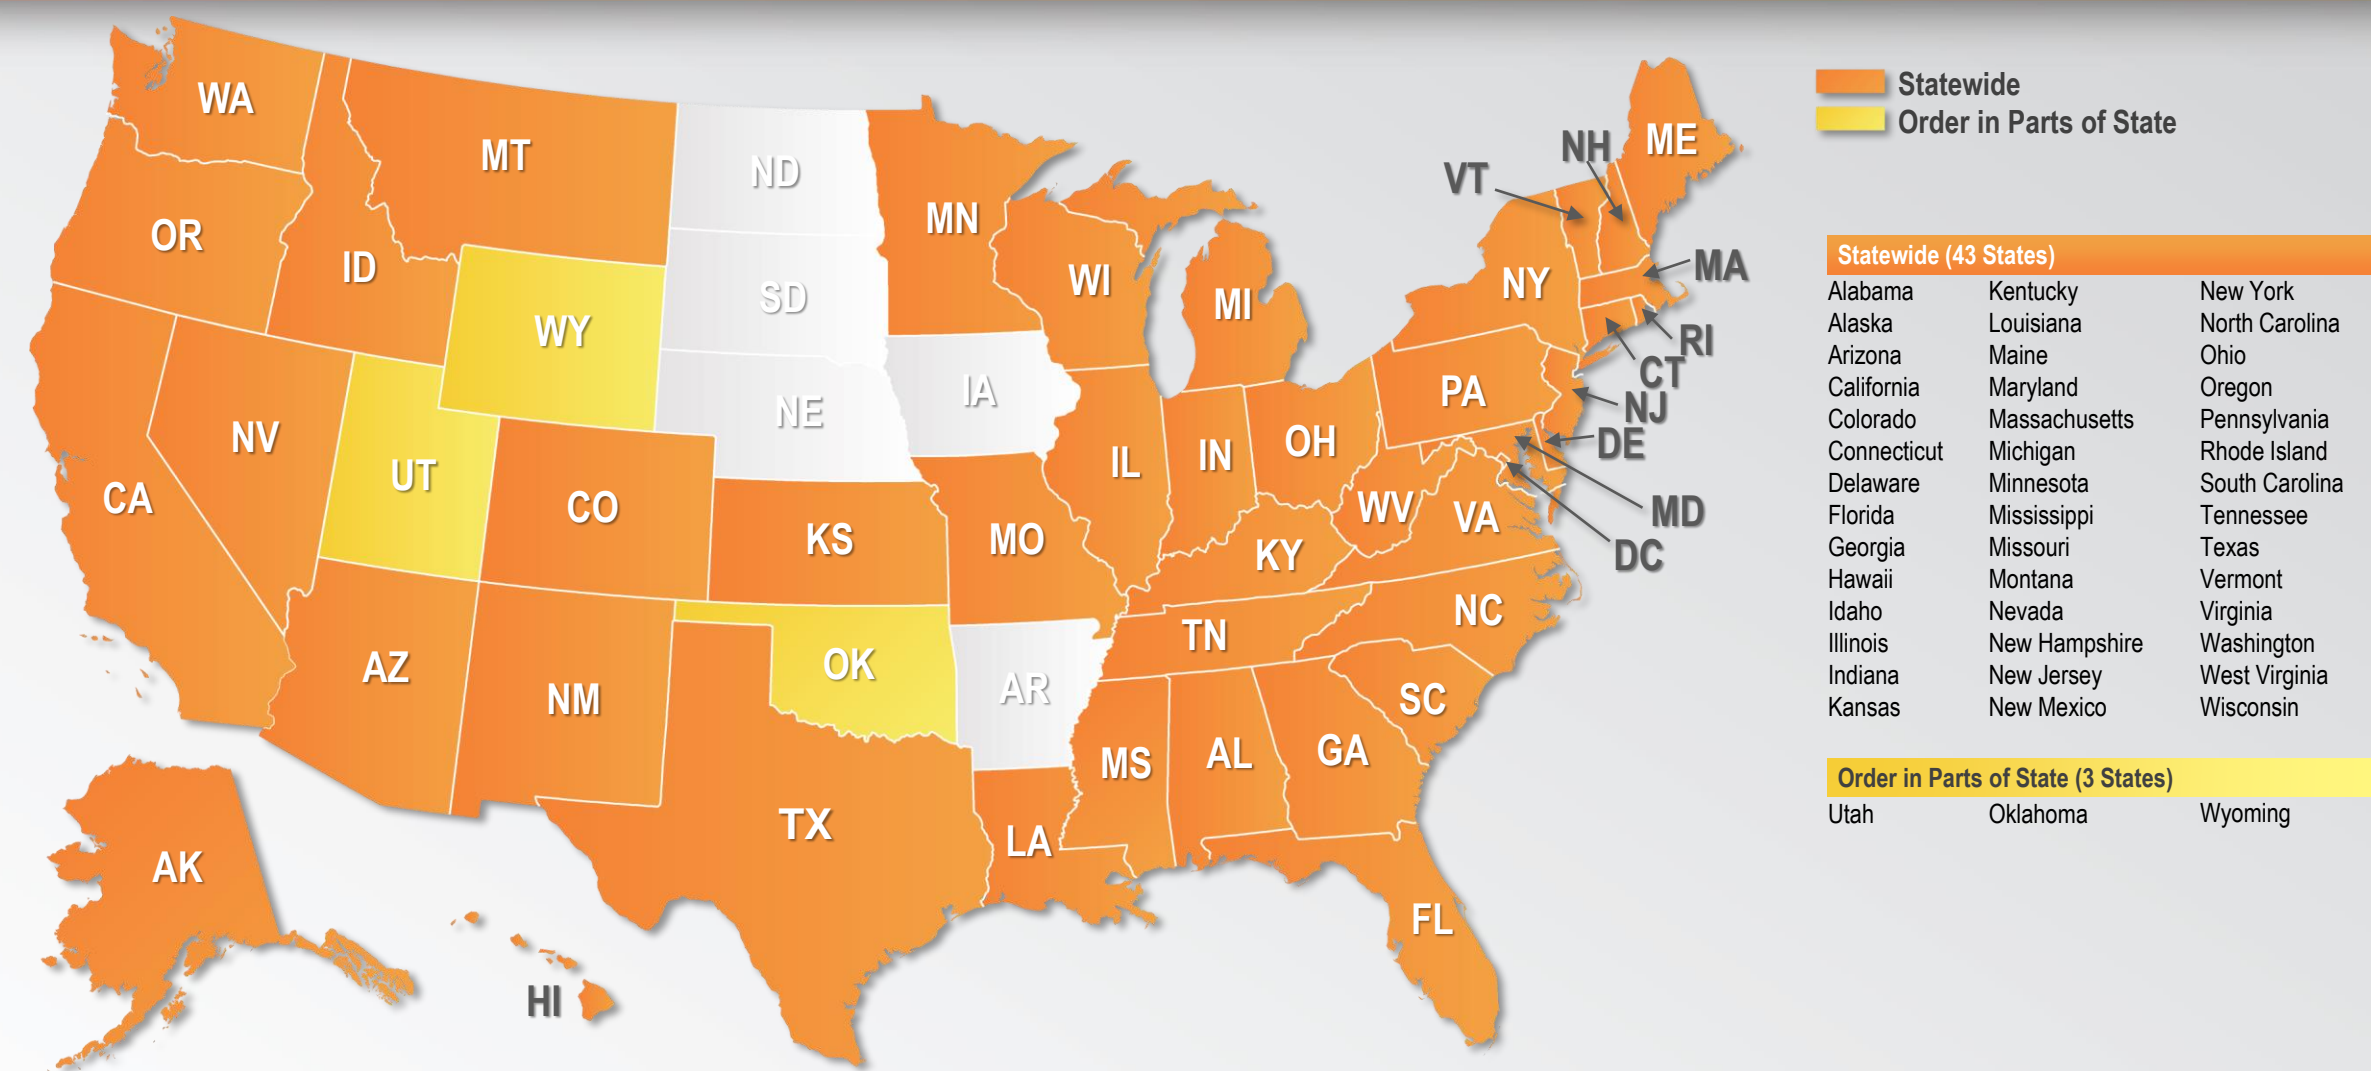 WA
MT
ND
MN
ME
NH
VT
OR
ID
SD
WI
MI
NY
MA
WY
RI
CT
IA
NE
PA
NJ
NV
UT
CO
IL
IN
OH
DE
CA
KS
MO
WV
VA
MD
KY
DC
NC
TN
AZ
NM
OK
AR
SC
MS
AL
GA
TX
LA
AK
FL
HI
Statewide
Order in Parts of State
Statewide (43 States)
Alabama Kentucky New York
Alaska Louisiana North Carolina
Arizona Maine Ohio
California Maryland Oregon
Colorado Massachusetts Pennsylvania
Connecticut Michigan Rhode Island
Delaware Minnesota South Carolina
Florida Mississippi Tennessee
Georgia Missouri Texas
Hawaii Montana Vermont
Idaho Nevada Virginia
Illinois New Hampshire Washington
Indiana New Jersey West Virginia
Kansas New Mexico Wisconsin
Order in Parts of State (3 States)
Utah Oklahoma Wyoming